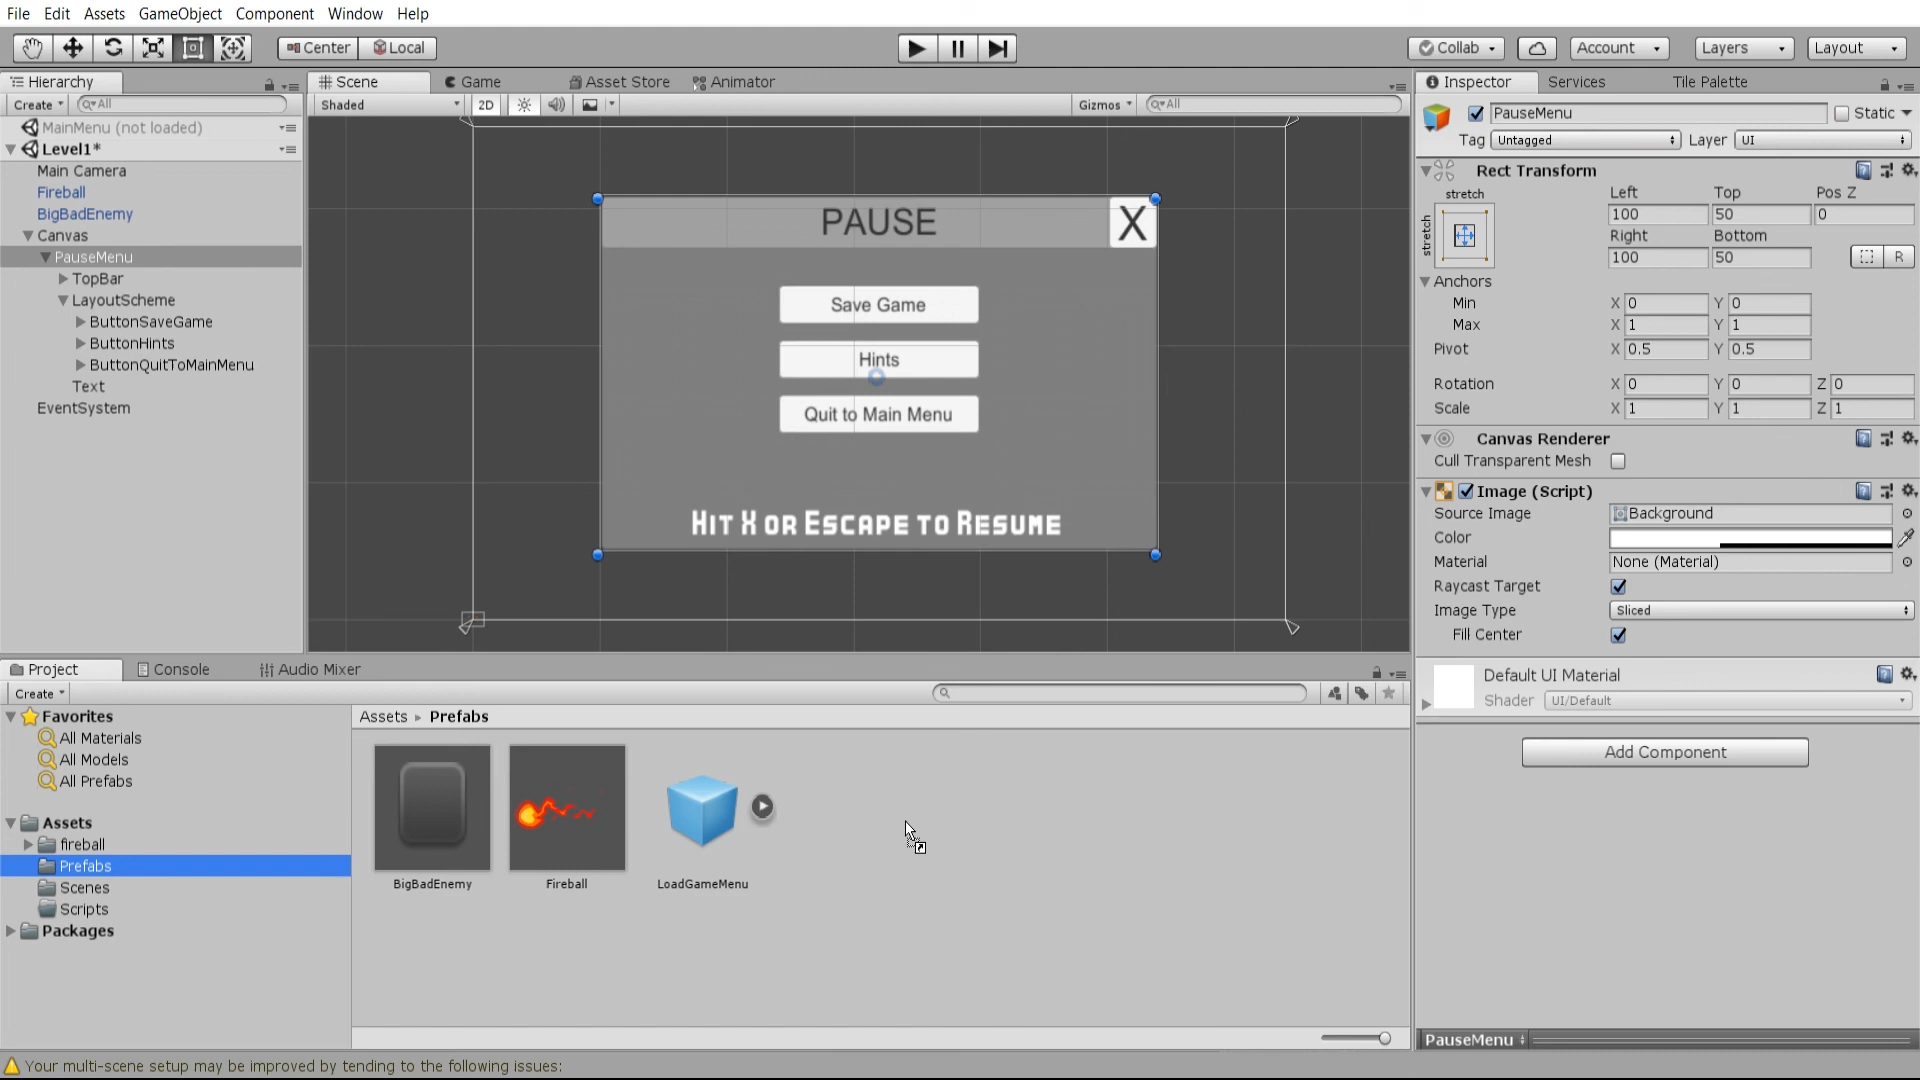 File Edit Assets GameObject Component Window Help
Center Local Collab Account Layers Layout
Hierarchy
Create All
MainMenu (not loaded)
Level1*
Main Camera
Fireball
BigBadEnemy
Canvas
PauseMenu
TopBar
LayoutScheme
ButtonSaveGame
ButtonHints
ButtonQuitToMainMenu
Text
EventSystem
Scene Game Asset Store Animator
Shaded 2D Gizmos All
PAUSE X
Save Game
Hints
Quit to Main Menu
Hit X or Escape to Resume
Inspector Services Tile Palette
PauseMenu Static
Tag Untagged Layer UI
Rect Transform
stretch Left Top Pos Z
stretch 100 50 0
Right Bottom
100 50 R
Anchors
Min X 0 Y 0
Max X 1 Y 1
Pivot X 0.5 Y 0.5
Rotation X 0 Y 0 Z 0
Scale X 1 Y 1 Z 1
Canvas Renderer
Cull Transparent Mesh
Image (Script)
Source Image Background
Color
Material None (Material)
Raycast Target
Image Type Sliced
Fill Center
Default UI Material
Shader UI/Default
Add Component
PauseMenu
Project Console Audio Mixer
Create
Favorites
All Materials
All Models
All Prefabs
Assets
fireball
Prefabs
Scenes
Scripts
Packages
Assets Prefabs
BigBadEnemy Fireball LoadGameMenu
Your multi-scene setup may be improved by tending to the following issues: